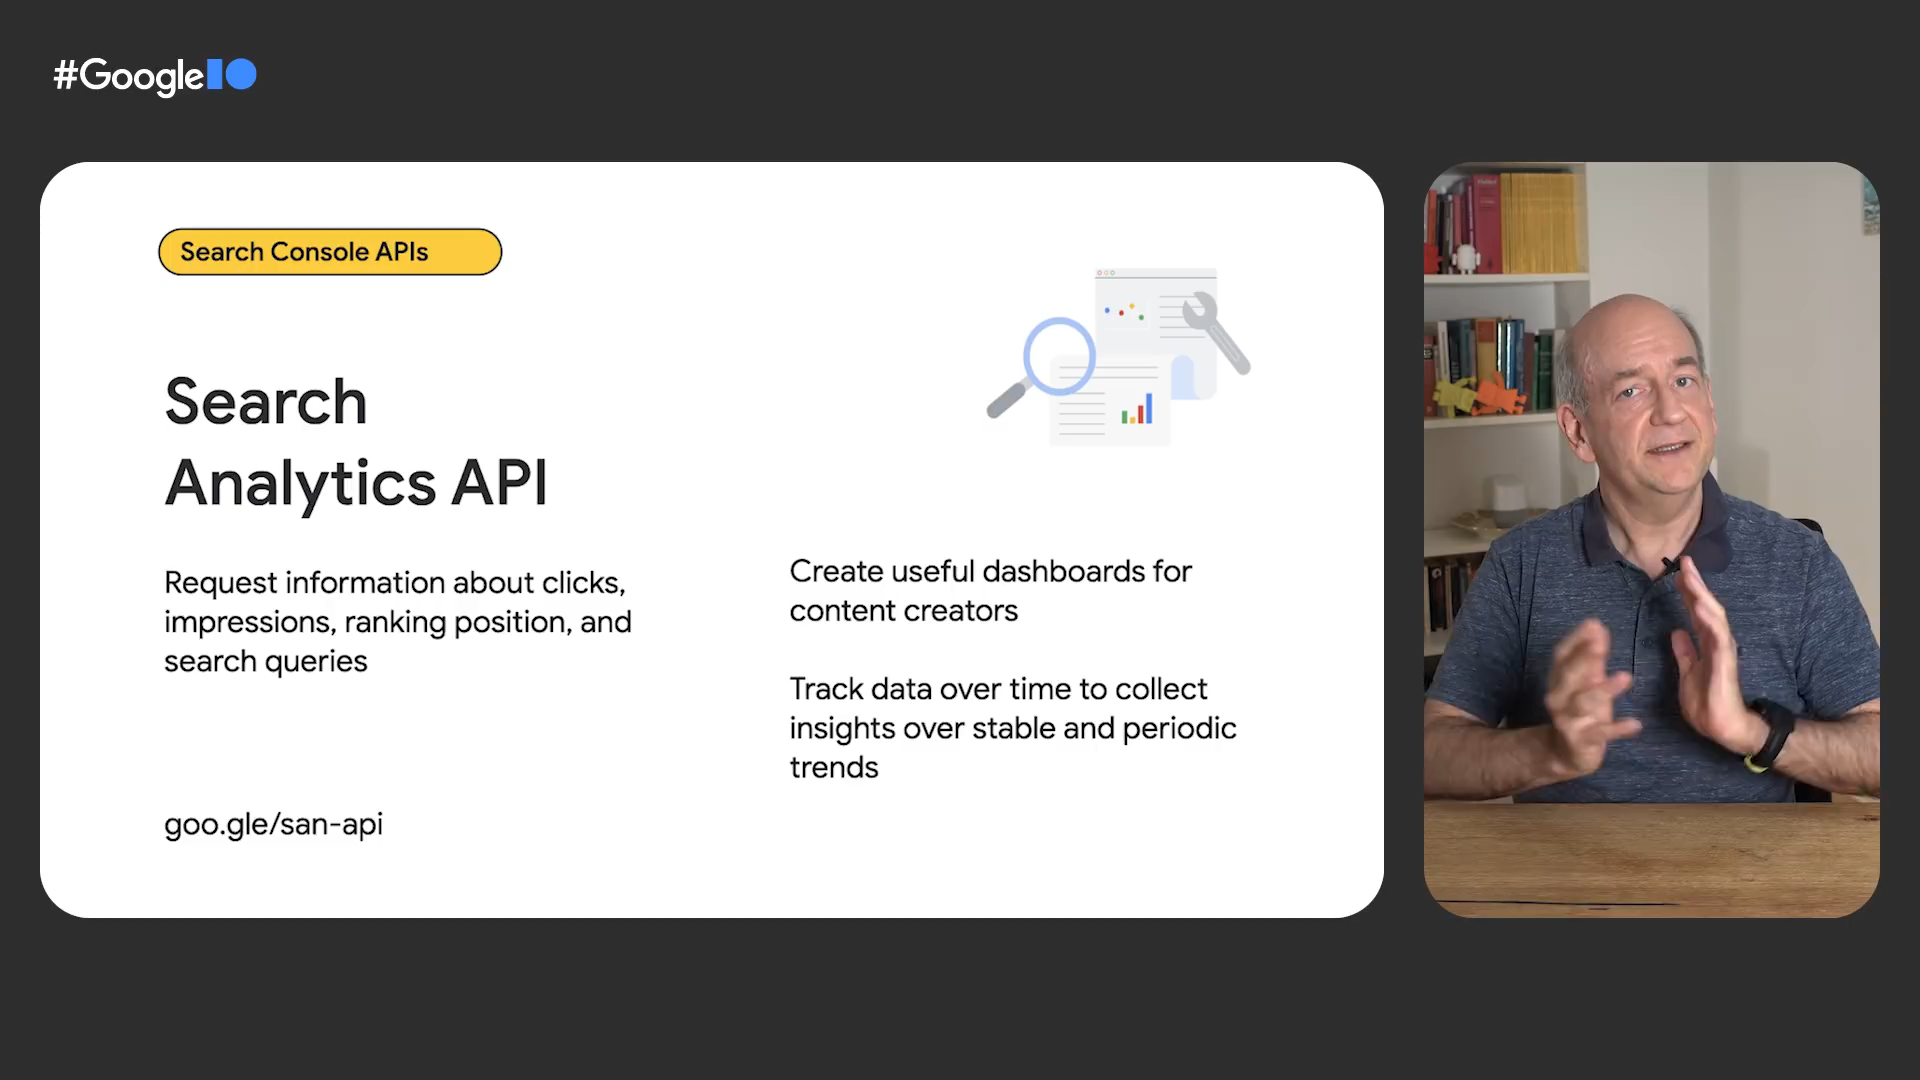 #GoogleIO
Search Console APIs
Search
Analytics API
Request information about clicks,
impressions, ranking position, and
search queries
goo.gle/san-api
Create useful dashboards for
content creators
Track data over time to collect
insights over stable and periodic
trends